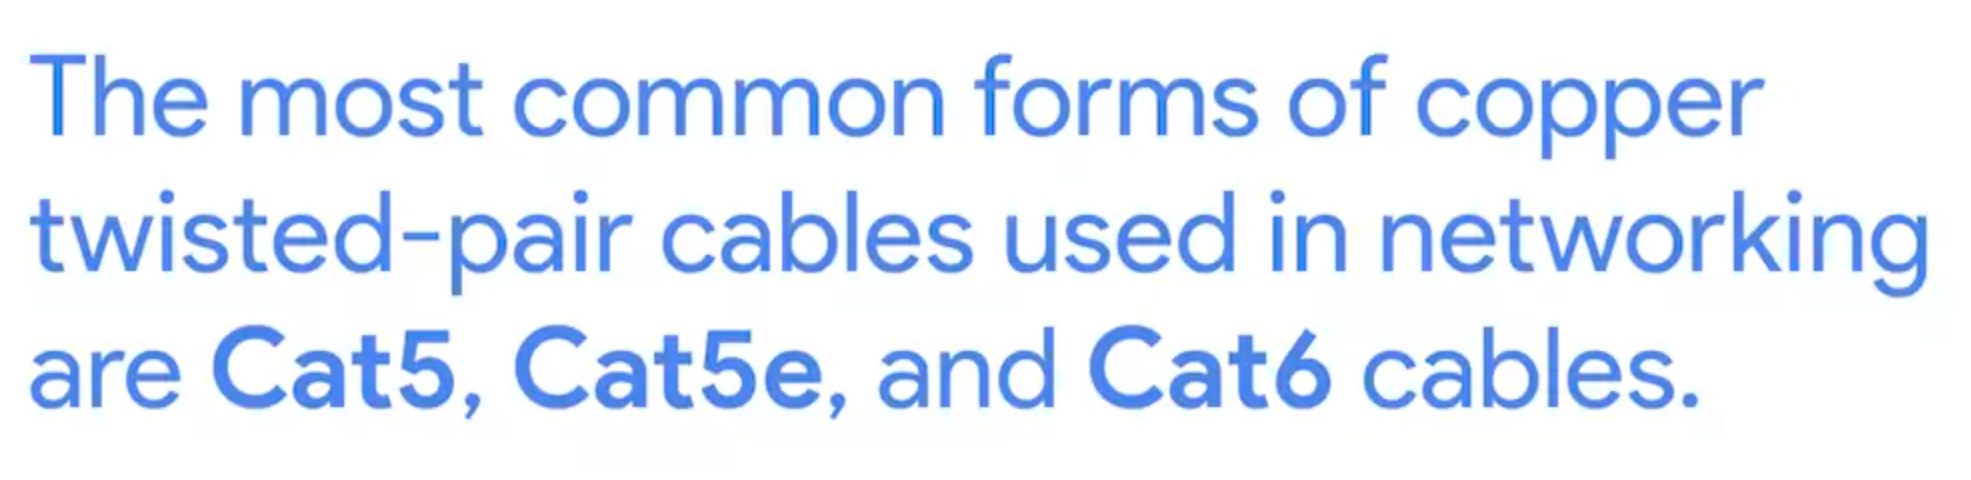 The most common forms of copper
twisted-pair cables used in networking
are Cat5, Cat5e, and Cat6 cables.